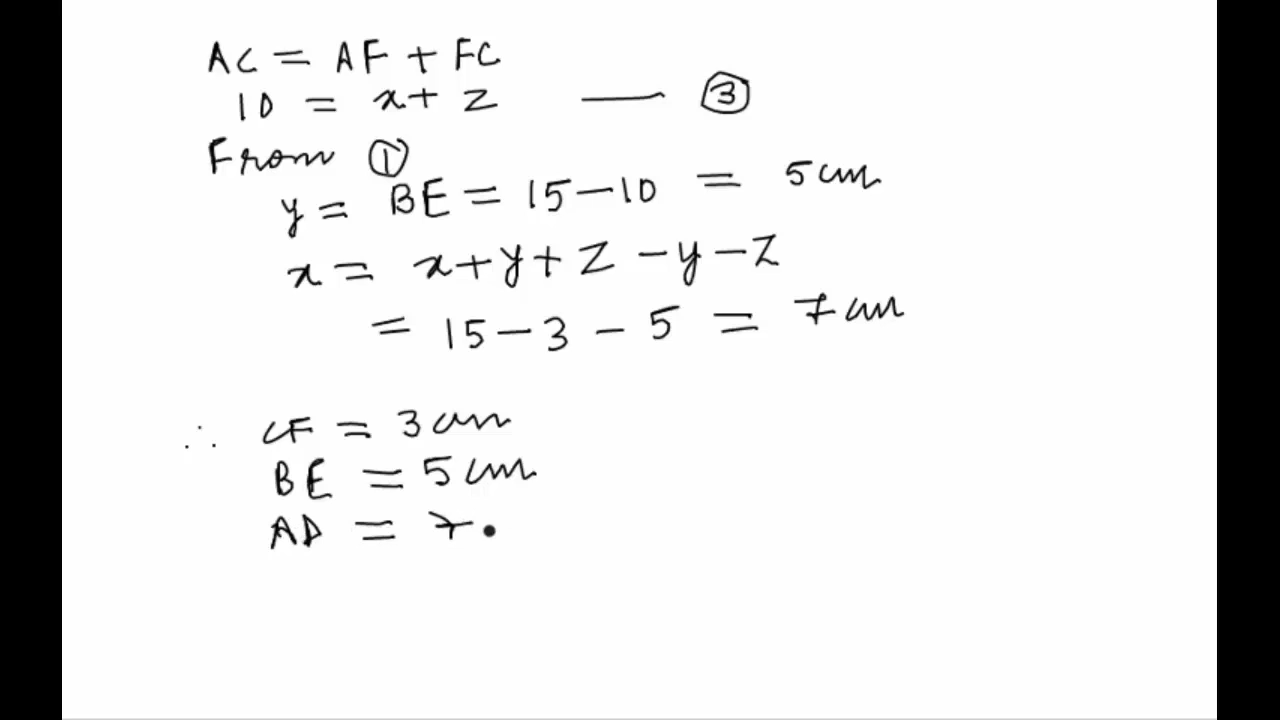 AC = AF + FC
10 = x + z —— ③
From ①
y = BE = 15 - 10 = 5 cm
x = x + y + z - y - z
= 15 - 3 - 5 = 7 cm
∴ CF = 3 cm
BE = 5 cm
AD = 7